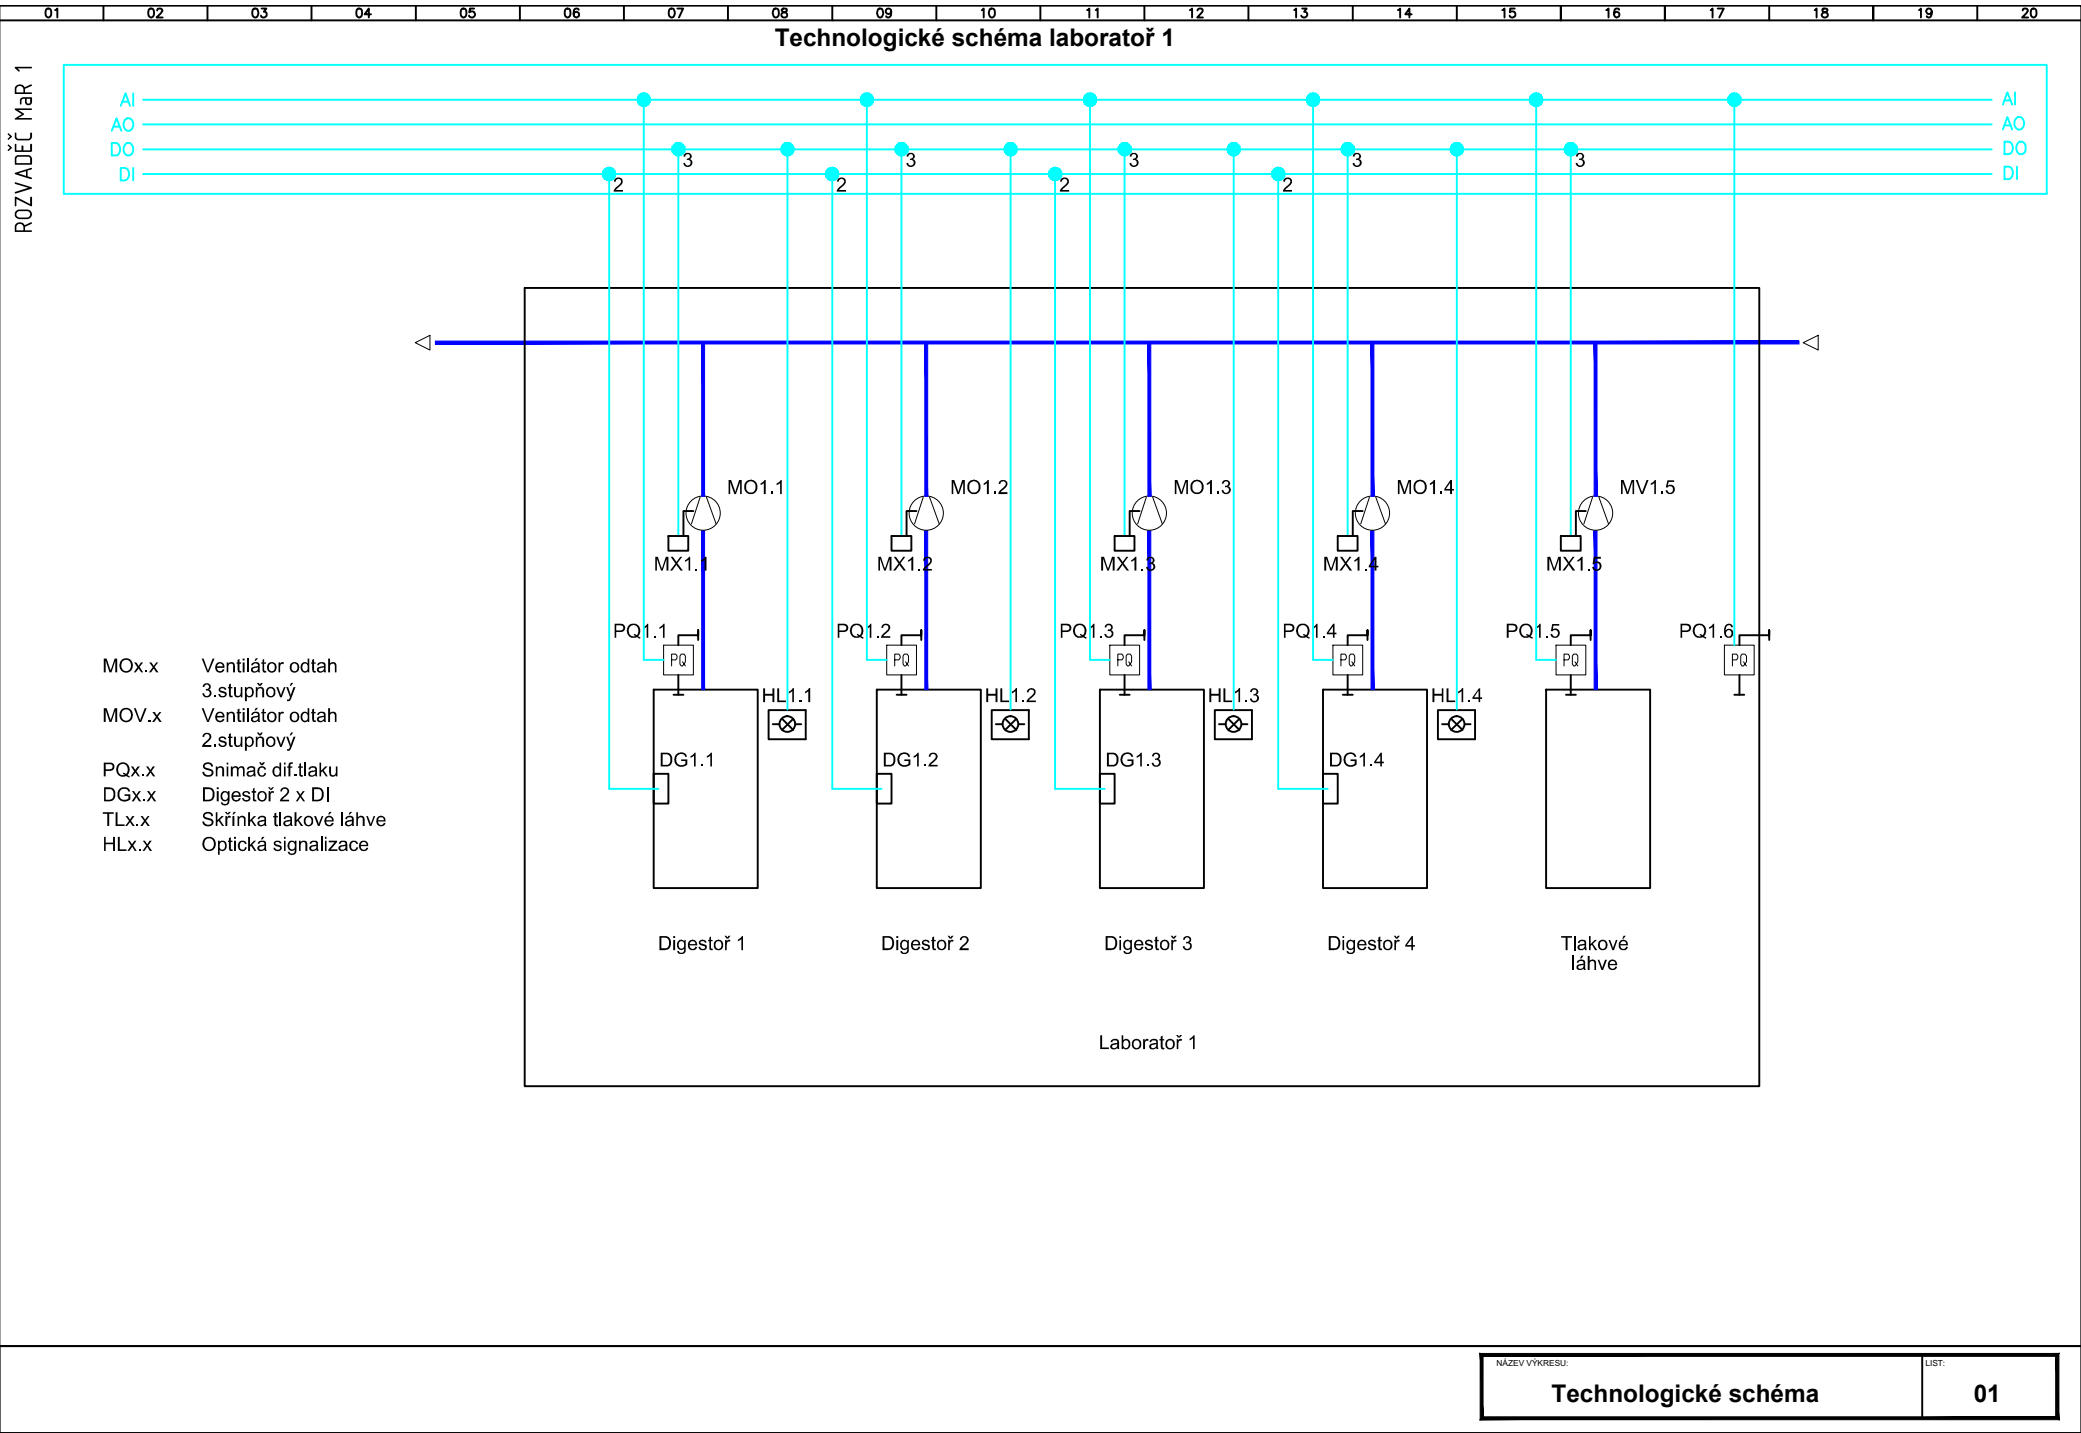 01 02 03 04 05 06 07 08 09 10 11 12 13 14 15 16 17 18 19 20
Technologické schéma laboratoř 1
ROZVADĚČ MaR 1
AI AI
AO AO
DO DO
3 3 3 3 3
DI DI
2 2 2 2
MO1.1 MO1.2 MO1.3 MO1.4 MV1.5
MX1.1 MX1.2 MX1.3 MX1.4 MX1.5
PQ1.1 PQ1.2 PQ1.3 PQ1.4 PQ1.5 PQ1.6
PQ PQ PQ PQ PQ PQ
HL1.1 HL1.2 HL1.3 HL1.4
DG1.1 DG1.2 DG1.3 DG1.4
MOx.x Ventilátor odtah
3.stupňový
MOV.x Ventilátor odtah
2.stupňový
PQx.x Snimač dif.tlaku
DGx.x Digestoř 2 x DI
TLx.x Skřínka tlakové láhve
HLx.x Optická signalizace
Digestoř 1 Digestoř 2 Digestoř 3 Digestoř 4 Tlakové
láhve
Laboratoř 1
NÁZEV VÝKRESU: LIST:
Technologické schéma 01